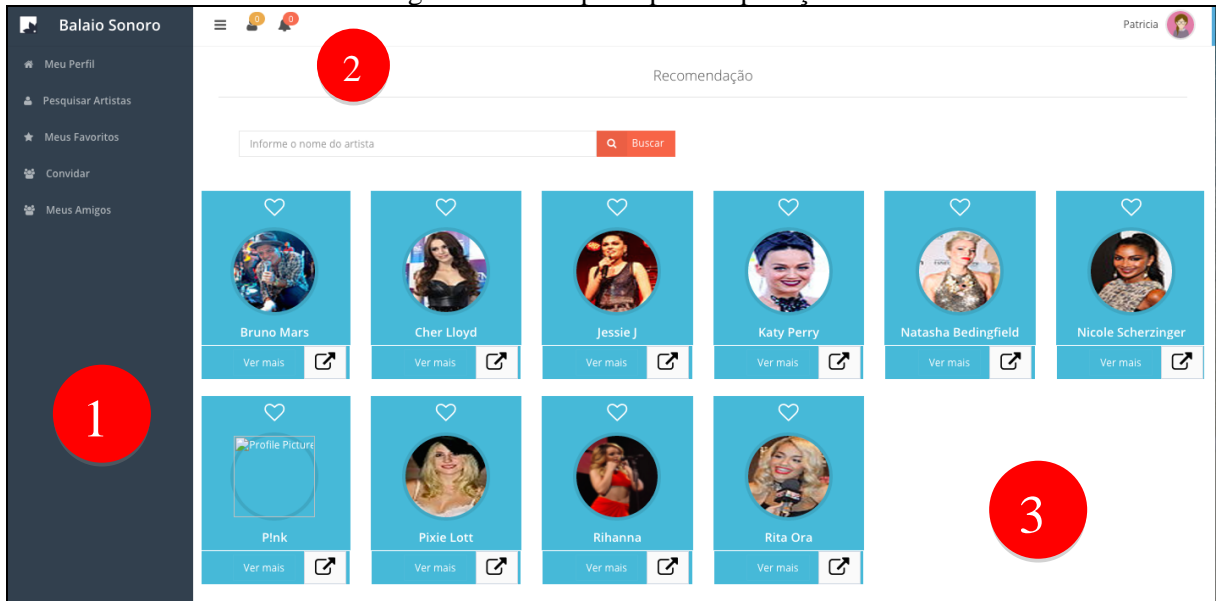 Balaio Sonoro
0
0
Patricia
Meu Perfil
Pesquisar Artistas
Meus Favoritos
Convidar
Meus Amigos
1
2
Recomendação
Informe o nome do artista
Buscar
Bruno Mars
Cher Lloyd
Jessie J
Katy Perry
Natasha Bedingfield
Nicole Scherzinger
Ver mais
Ver mais
Ver mais
Ver mais
Ver mais
Ver mais
Profile Picture
P!nk
Pixie Lott
Rihanna
Rita Ora
Ver mais
Ver mais
Ver mais
Ver mais
3